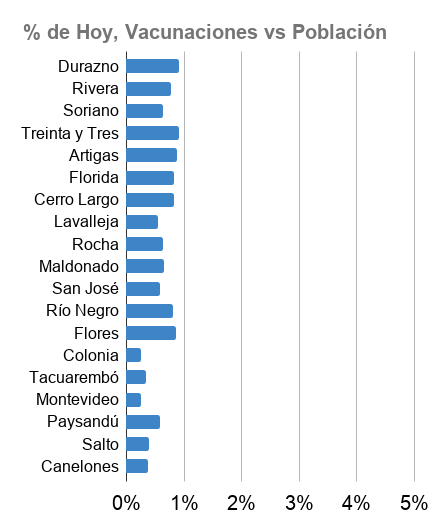 % de Hoy, Vacunaciones vs Población
Durazno
Rivera
Soriano
Treinta y Tres
Artigas
Florida
Cerro Largo
Lavalleja
Rocha
Maldonado
San José
Río Negro
Flores
Colonia
Tacuarembó
Montevideo
Paysandú
Salto
Canelones
0% 1% 2% 3% 4% 5%